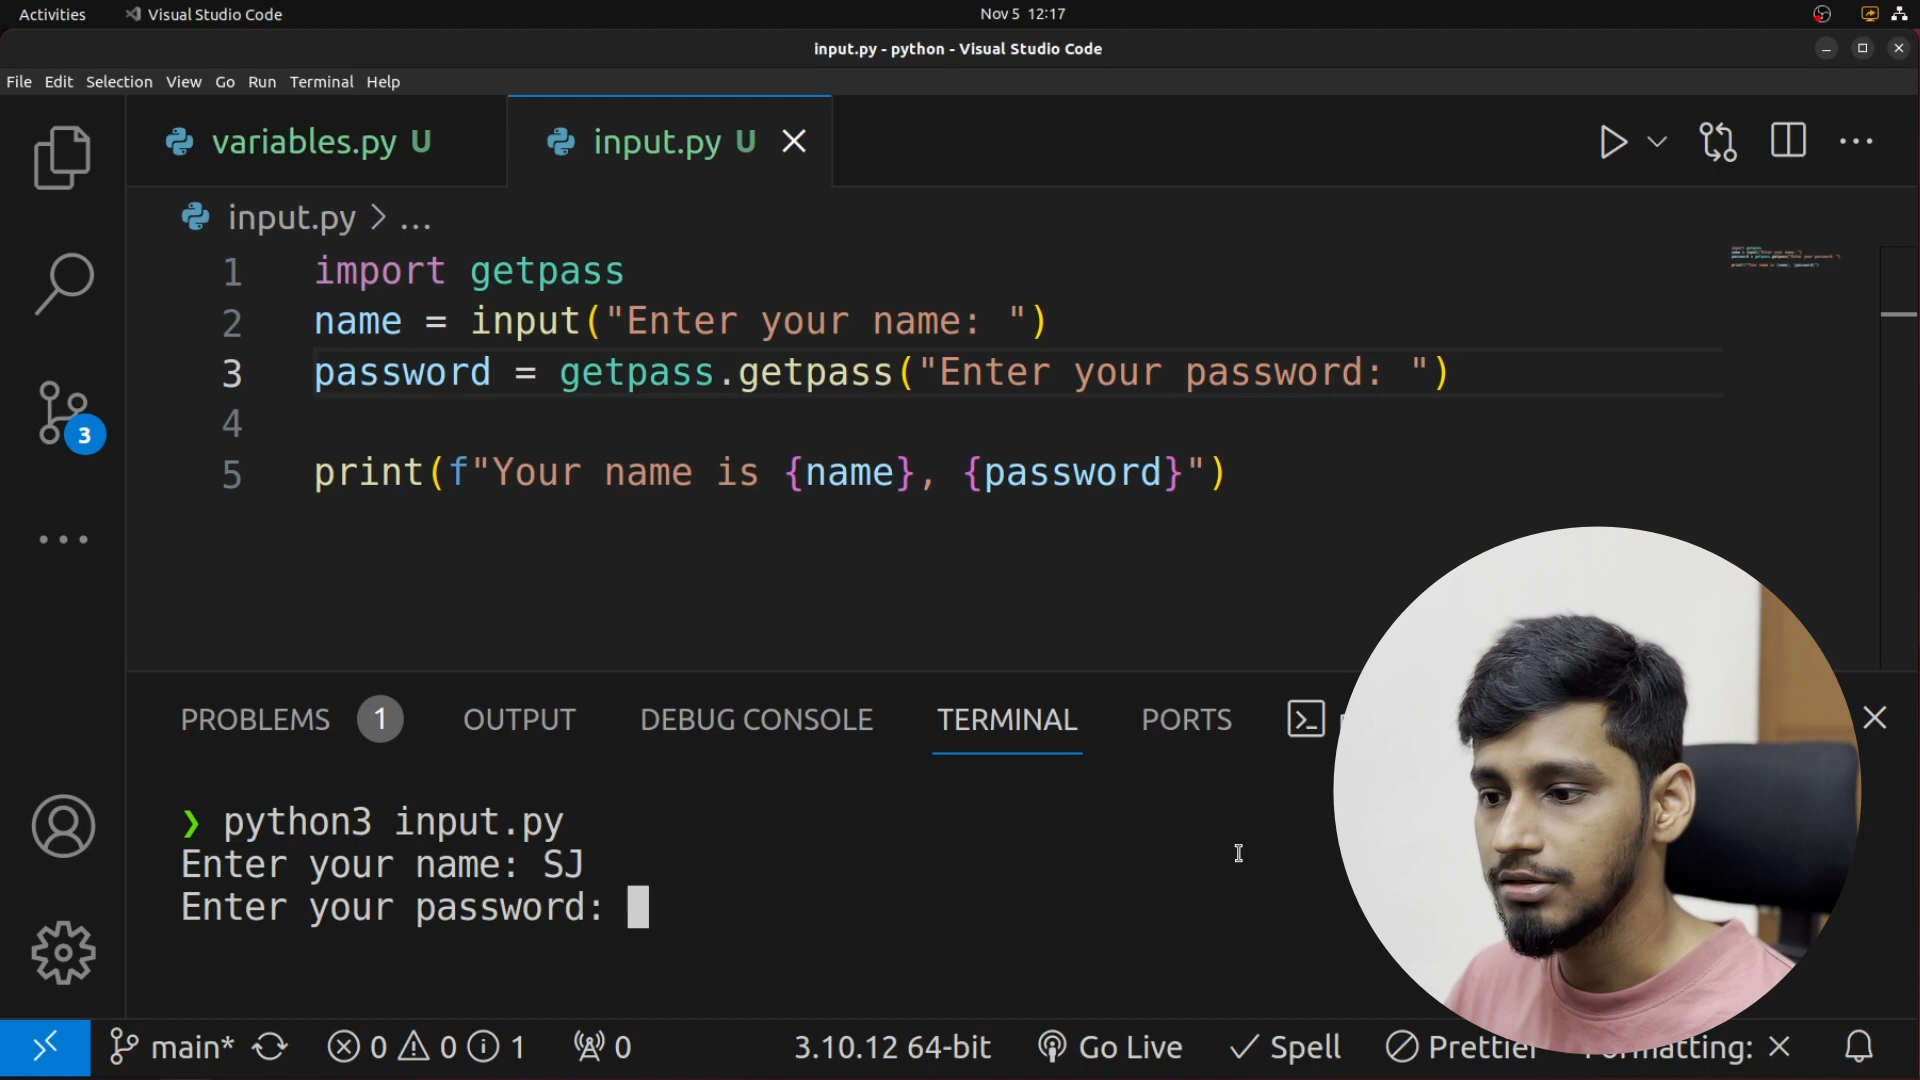 Activities Visual Studio Code Nov 5 12:17
input.py - python - Visual Studio Code
File Edit Selection View Go Run Terminal Help
variables.py U input.py U
input.py > ...
1 import getpass
2 name = input("Enter your name: ")
3 password = getpass.getpass("Enter your password: ")
4
5 print(f"Your name is {name}, {password}")
3
PROBLEMS 1 OUTPUT DEBUG CONSOLE TERMINAL PORTS
❯ python3 input.py
Enter your name: SJ
Enter your password:
main* 0 0 1 0 3.10.12 64-bit Go Live Spell Prettier Formatting: